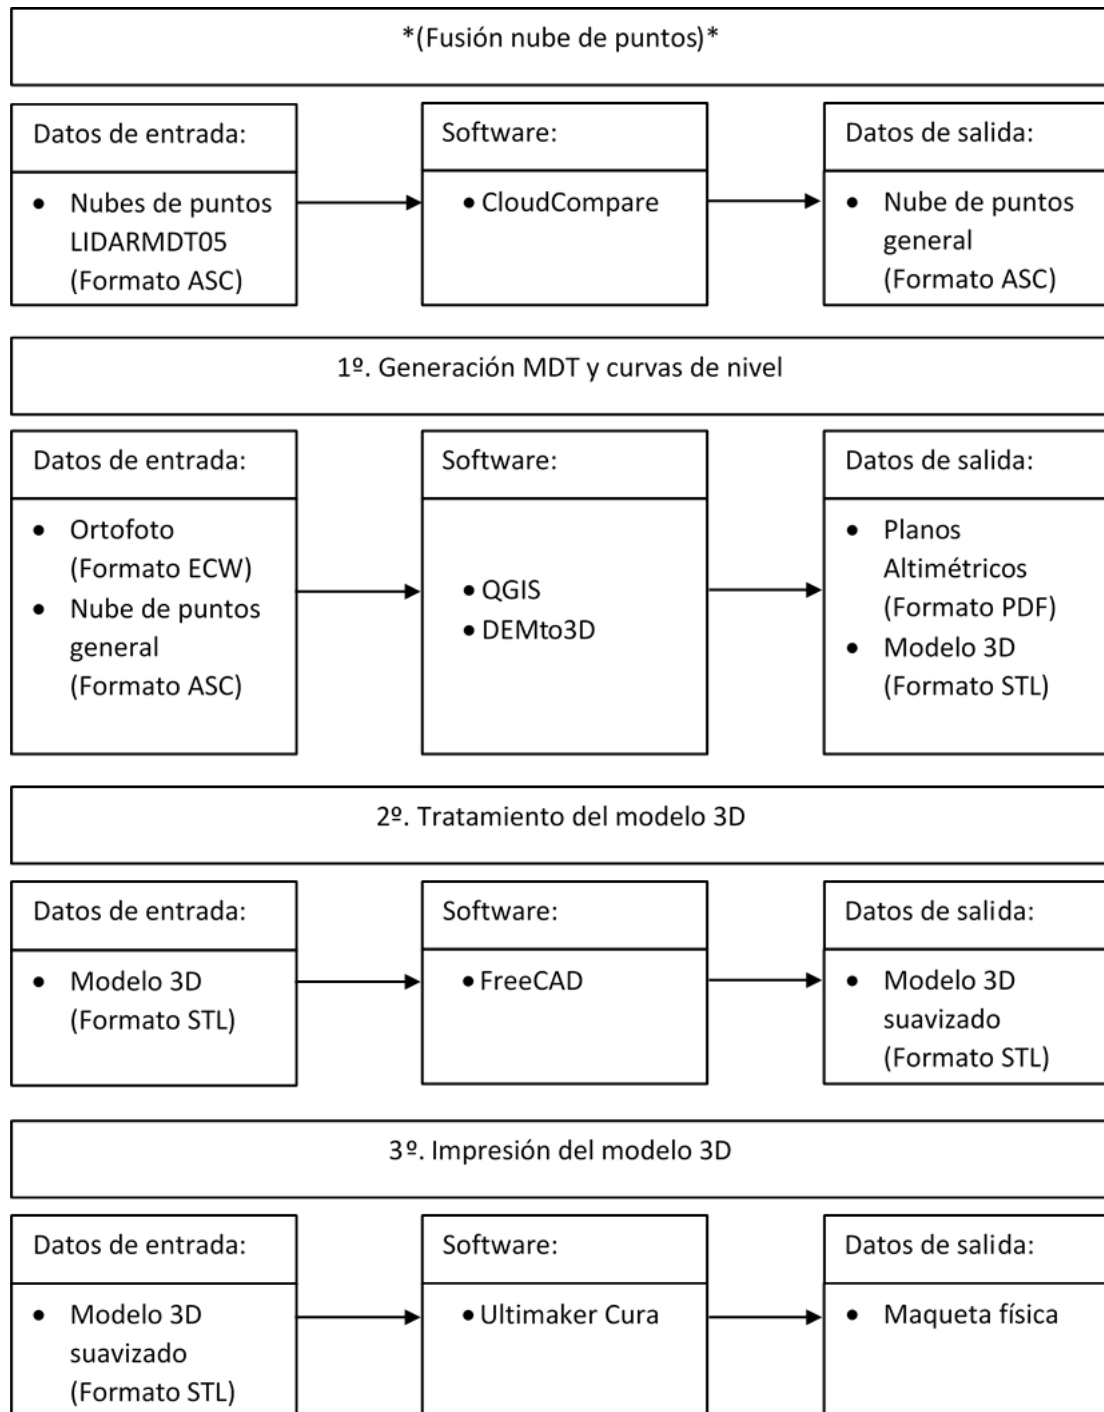 *(Fusión nube de puntos)*
Datos de entrada:
• Nubes de puntos
LIDARMDT05
(Formato ASC)
Software:
• CloudCompare
Datos de salida:
• Nube de puntos
general
(Formato ASC)
1º. Generación MDT y curvas de nivel
Datos de entrada:
• Ortofoto
(Formato ECW)
• Nube de puntos
general
(Formato ASC)
Software:
• QGIS
• DEMto3D
Datos de salida:
• Planos
Altimétricos
(Formato PDF)
• Modelo 3D
(Formato STL)
2º. Tratamiento del modelo 3D
Datos de entrada:
• Modelo 3D
(Formato STL)
Software:
• FreeCAD
Datos de salida:
• Modelo 3D
suavizado
(Formato STL)
3º. Impresión del modelo 3D
Datos de entrada:
• Modelo 3D
suavizado
(Formato STL)
Software:
• Ultimaker Cura
Datos de salida:
• Maqueta física